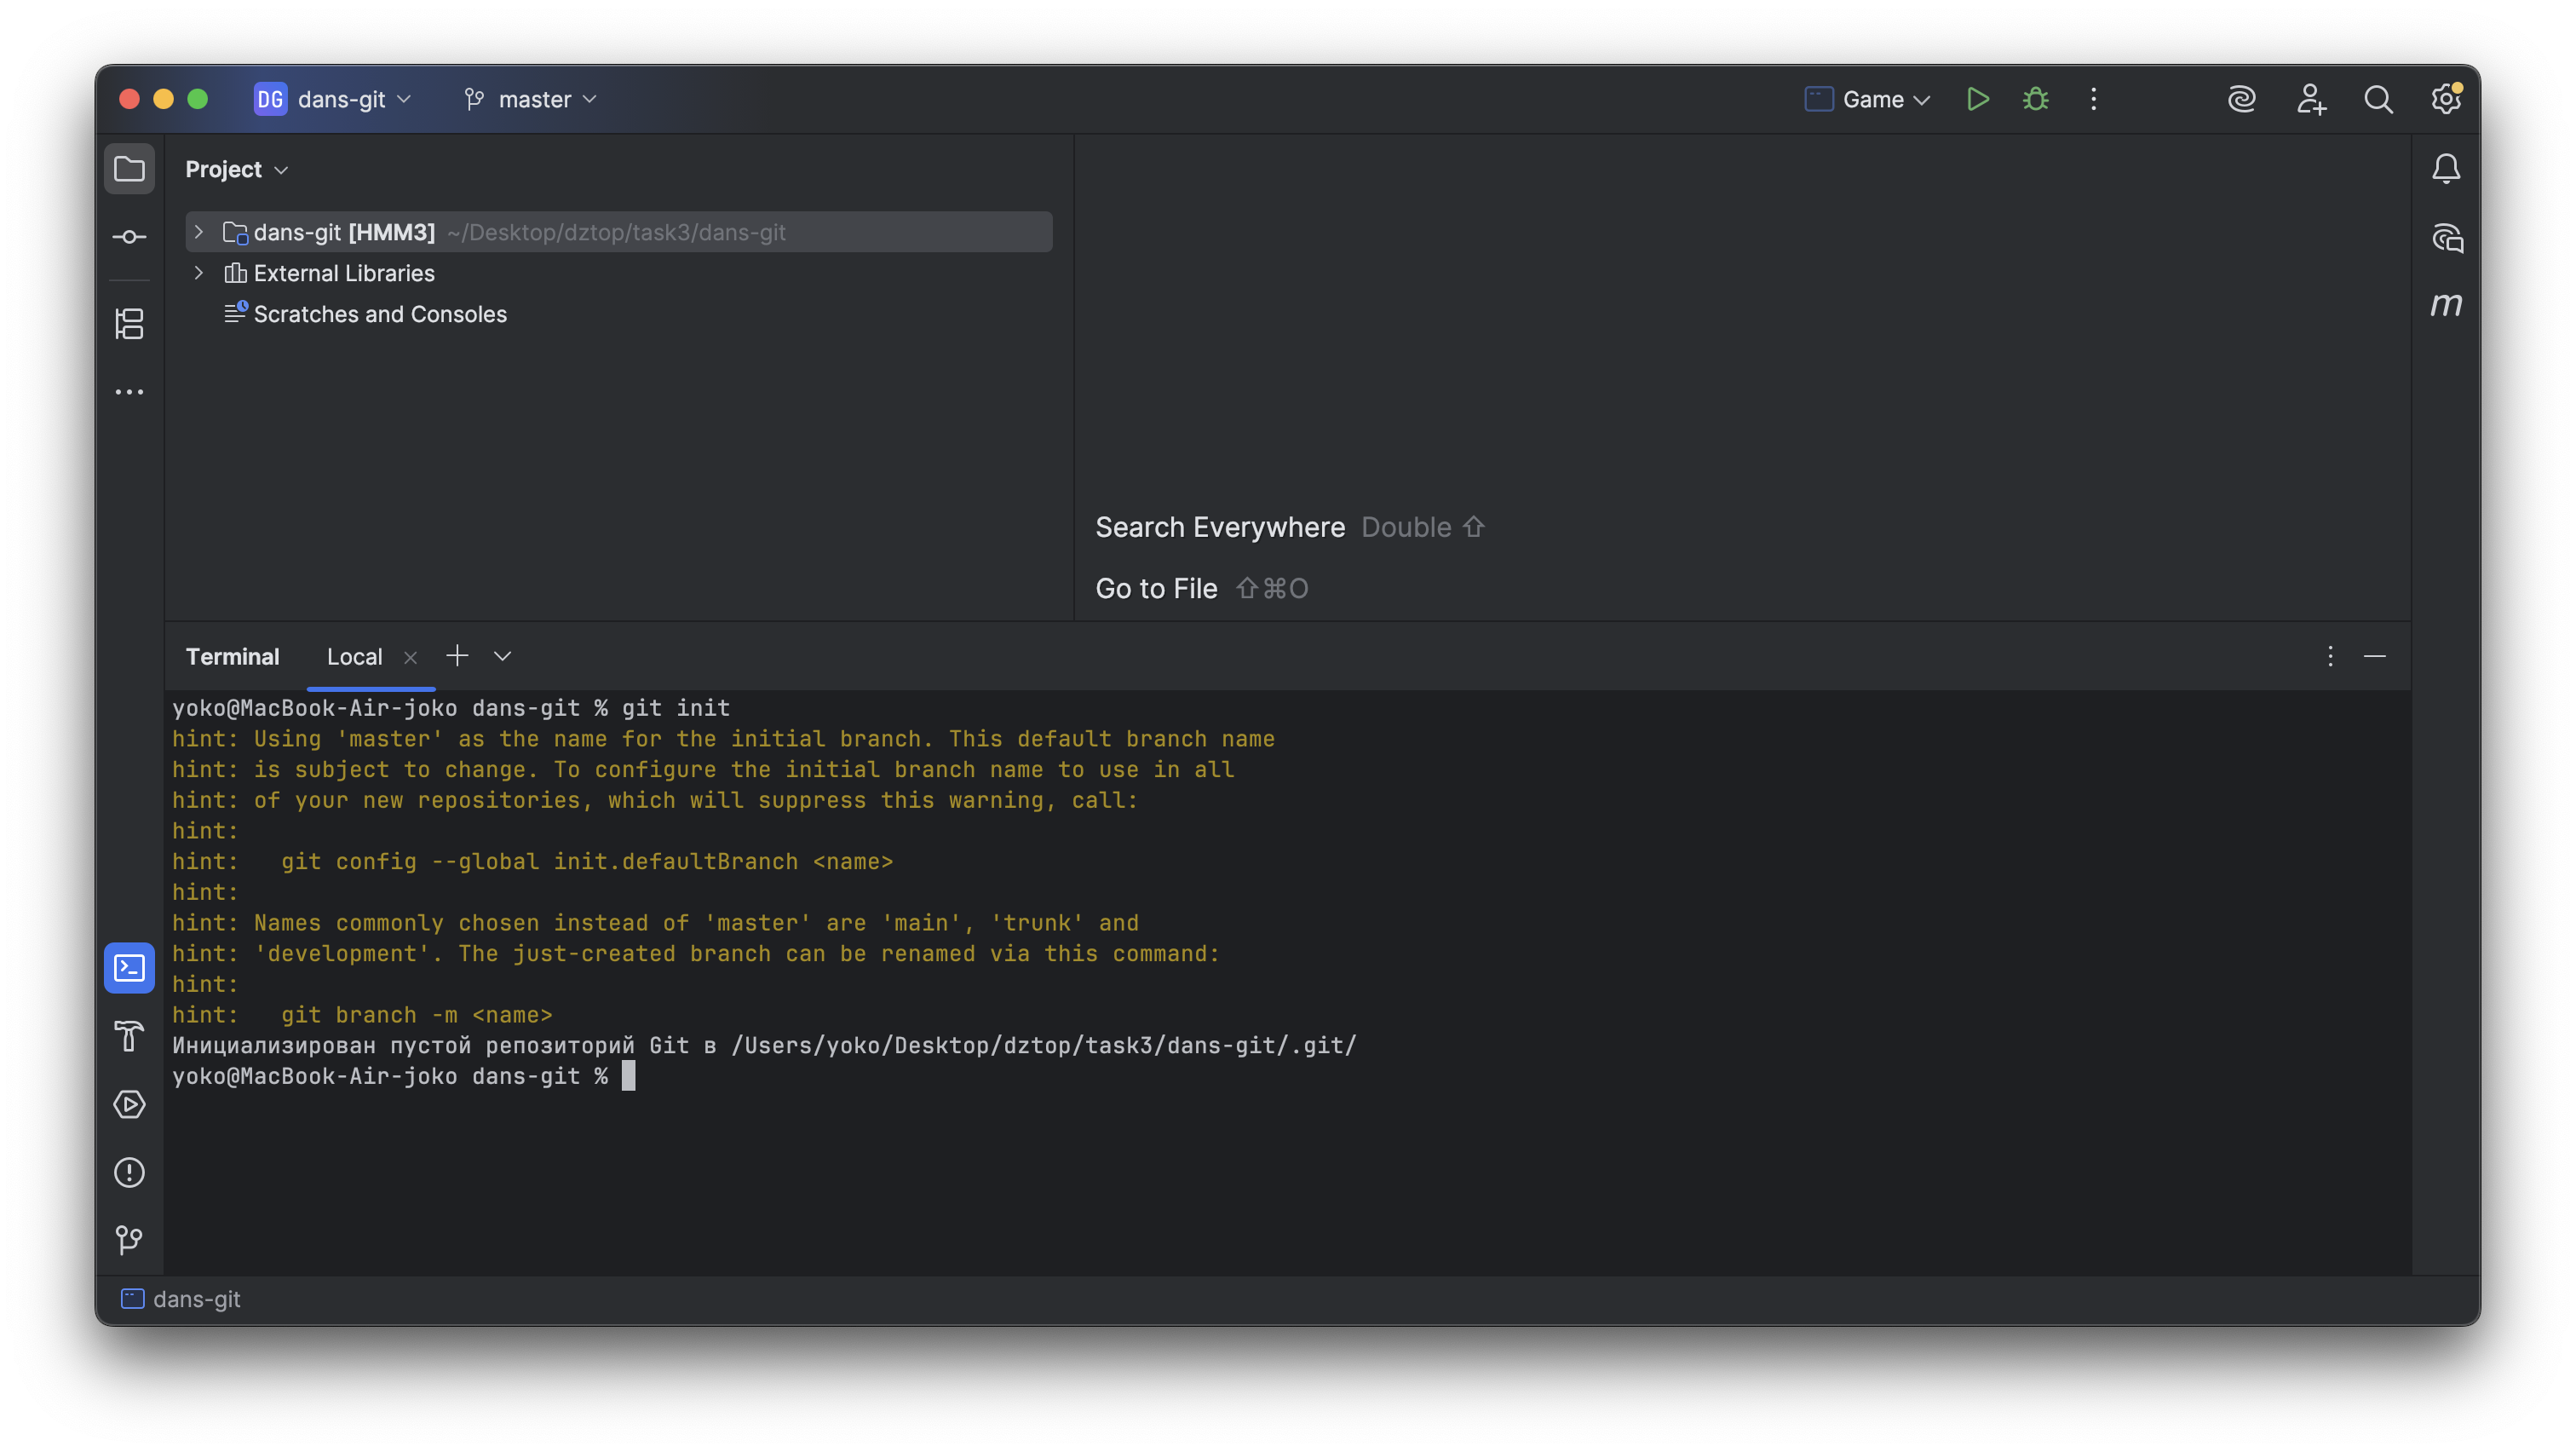 DG dans-git master Game
Project
dans-git [HMM3] ~/Desktop/dztop/task3/dans-git
External Libraries
Scratches and Consoles
m
Search Everywhere Double ⇧
Go to File ⇧⌘O
Terminal Local
yoko@MacBook-Air-joko dans-git % git init
hint: Using 'master' as the name for the initial branch. This default branch name
hint: is subject to change. To configure the initial branch name to use in all
hint: of your new repositories, which will suppress this warning, call:
hint:
hint:   git config --global init.defaultBranch <name>
hint:
hint: Names commonly chosen instead of 'master' are 'main', 'trunk' and
hint: 'development'. The just-created branch can be renamed via this command:
hint:
hint:   git branch -m <name>
Инициализирован пустой репозиторий Git в /Users/yoko/Desktop/dztop/task3/dans-git/.git/
yoko@MacBook-Air-joko dans-git %
dans-git